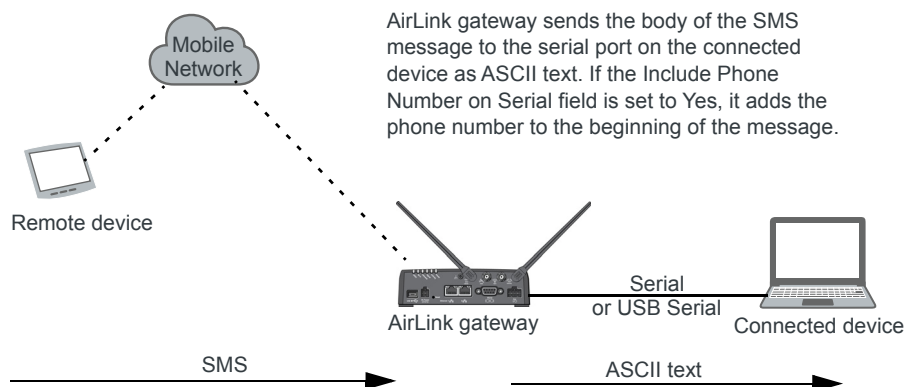 AirLink gateway sends the body of the SMS
message to the serial port on the connected
device as ASCII text. If the Include Phone
Number on Serial field is set to Yes, it adds the
phone number to the beginning of the message.
Mobile
Network
Remote device
AirLink gateway
Serial
or USB Serial
Connected device
SMS
ASCII text